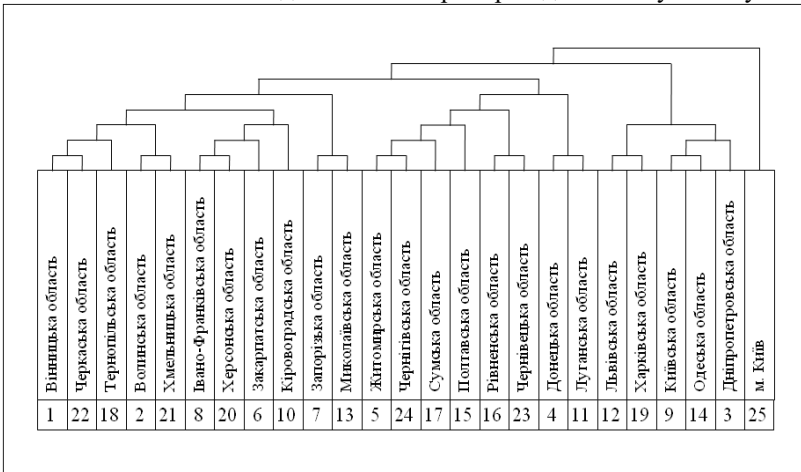 Вінницька область
Черкаська область
Тернопільська область
Волинська область
Хмельницька область
Івано-Франківська область
Херсонська область
Закарпатська область
Кіровоградська область
Запорізька область
Миколаївська область
Житомирська область
Чернігівська область
Сумська область
Полтавська область
Рівненська область
Чернівецька область
Донецька область
Луганська область
Львівська область
Харківська область
Київська область
Одеська область
Дніпропетровська область
м. Київ
1 22 18 2 21 8 20 6 10 7 13 5 24 17 15 16 23 4 11 12 19 9 14 3 25